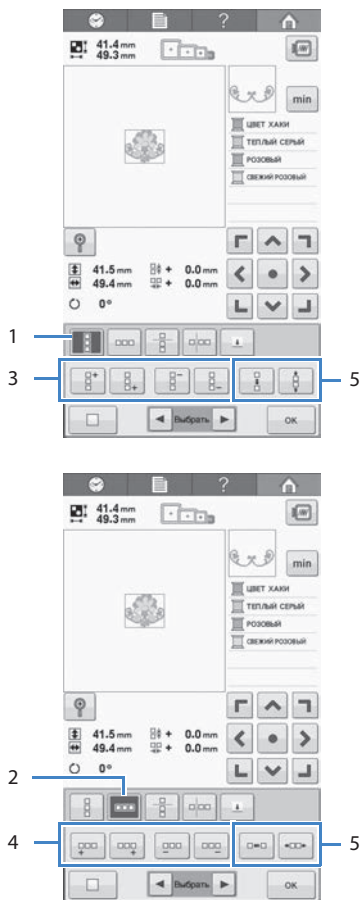 ?
41.4 mm
49.3 mm
min
ЦВЕТ ХАКИ
ТЕПЛЫЙ СЕРЫЙ
РОЗОВЫЙ
СВЕЖИЙ РОЗОВЫЙ
41.5 mm + 0.0 mm
49.4 mm + 0.0 mm
0°
1
3
5
Выбрать
OK
?
41.4 mm
49.3 mm
min
ЦВЕТ ХАКИ
ТЕПЛЫЙ СЕРЫЙ
РОЗОВЫЙ
СВЕЖИЙ РОЗОВЫЙ
41.5 mm + 0.0 mm
49.4 mm + 0.0 mm
0°
2
4
5
Выбрать
OK